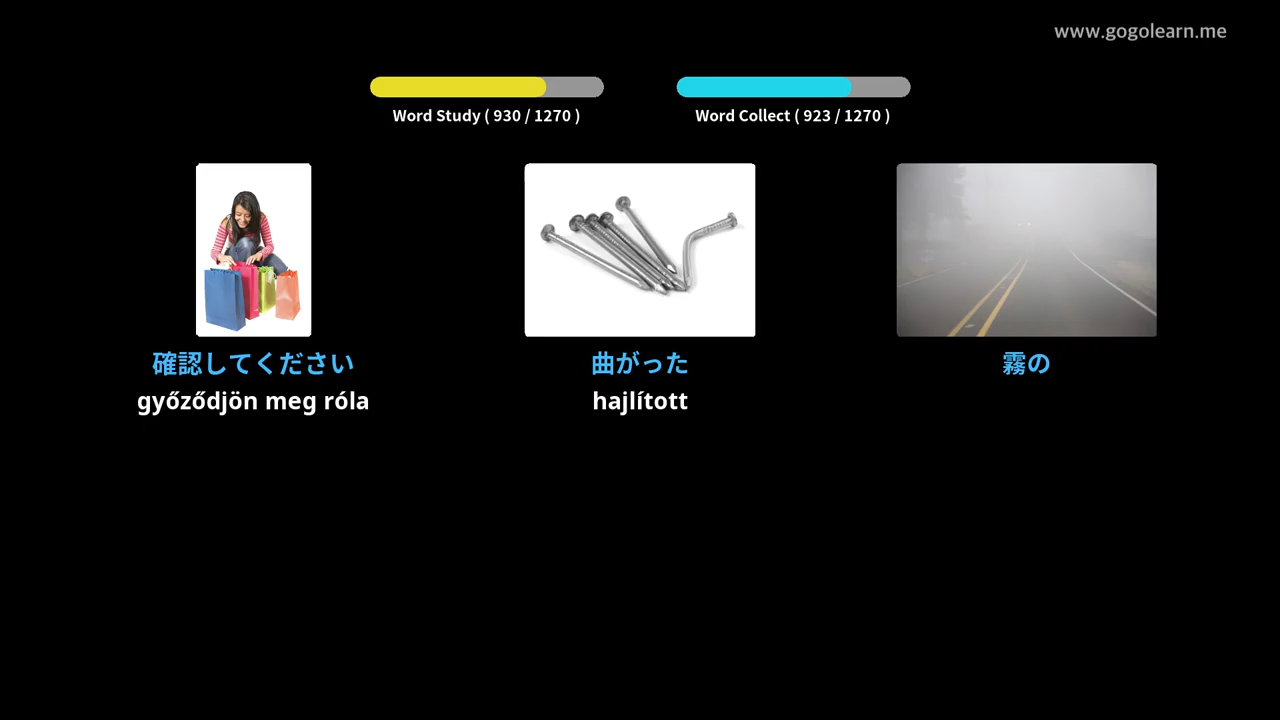 www.gogolearn.me
Word Study ( 930 / 1270 )
Word Collect ( 923 / 1270 )
確認してください
曲がった
霧の
győződjön meg róla
hajlított